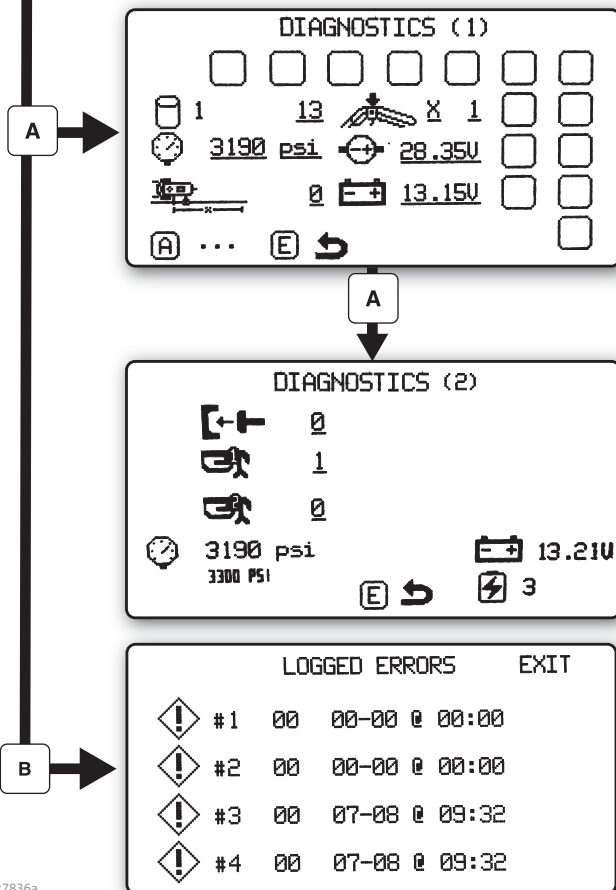 DIAGNOSTICS (1)
1 13 X 1
A
3190 psi -+ 28.35V
0 - + 13.15V
A ... E
A
DIAGNOSTICS (2)
0
1
0
3190 psi - + 13.21V
3300 PSI
E 3
LOGGED ERRORS EXIT
#1 00 00-00 @ 00:00
#2 00 00-00 @ 00:00
B
#3 00 07-08 @ 09:32
#4 00 07-08 @ 09:32